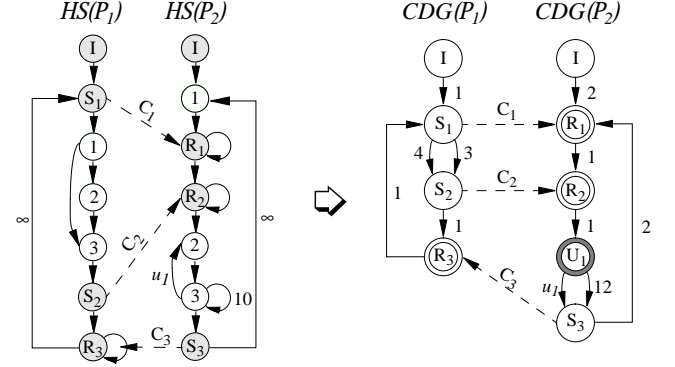 HS(P1) HS(P2) CDG(P1) CDG(P2)
I I I I
1 2
S1 C1 1 S1 C1 R1
1 R1 4 3 1
2 R2 1 S2 C2 R2 2
∞ C2 ∞ 1 1
3 2 R3 U1
u1 C3 u1 12
S2 3 10 S3
R3 C3 S3